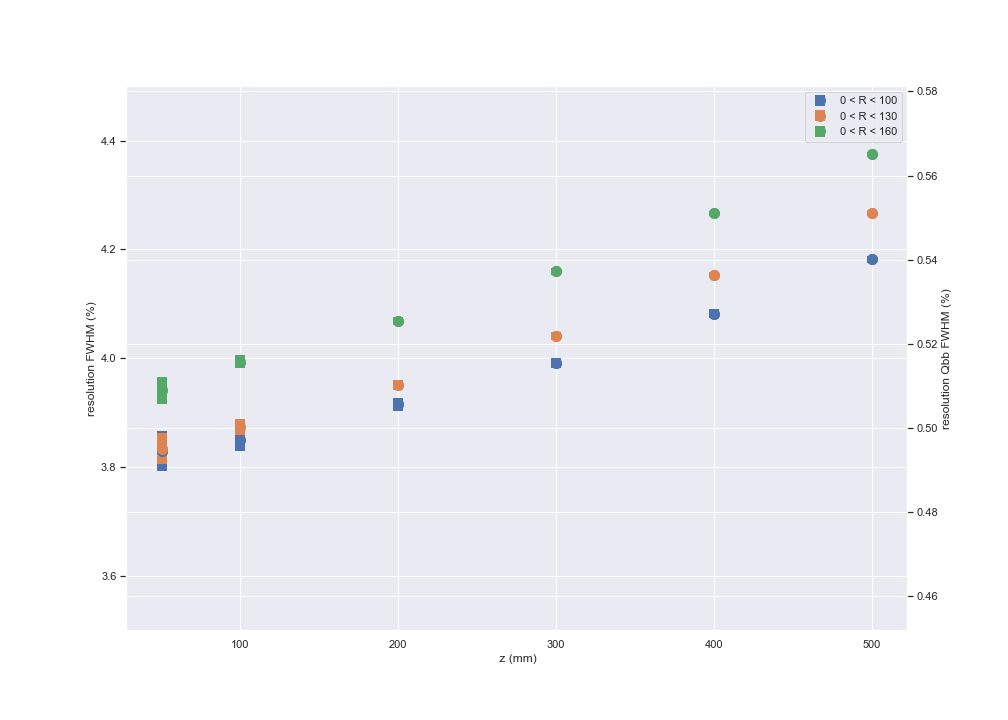 0 < R < 100
0 < R < 130
0 < R < 160
4.4
4.2
4.0
3.8
3.6
resolution FWHM (%)
0.58
0.56
0.54
0.52
0.50
0.48
0.46
resolution Qbb FWHM (%)
100 200 300 400 500
z (mm)